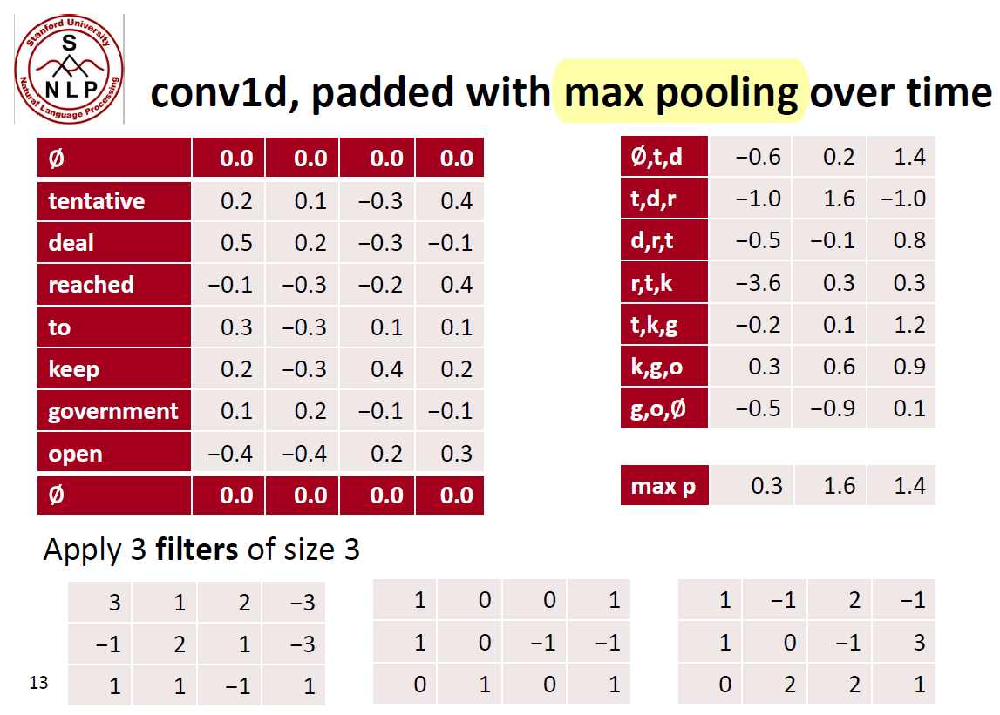 Stanford University
S
NLP
Natural Language Processing
conv1d, padded with max pooling over time
Ø 0.0 0.0 0.0 0.0
tentative 0.2 0.1 −0.3 0.4
deal 0.5 0.2 −0.3 −0.1
reached −0.1 −0.3 −0.2 0.4
to 0.3 −0.3 0.1 0.1
keep 0.2 −0.3 0.4 0.2
government 0.1 0.2 −0.1 −0.1
open −0.4 −0.4 0.2 0.3
Ø 0.0 0.0 0.0 0.0
Ø,t,d −0.6 0.2 1.4
t,d,r −1.0 1.6 −1.0
d,r,t −0.5 −0.1 0.8
r,t,k −3.6 0.3 0.3
t,k,g −0.2 0.1 1.2
k,g,o 0.3 0.6 0.9
g,o,Ø −0.5 −0.9 0.1
max p 0.3 1.6 1.4
Apply 3 filters of size 3
3 1 2 −3
−1 2 1 −3
1 1 −1 1
1 0 0 1
1 0 −1 −1
0 1 0 1
1 −1 2 −1
1 0 −1 3
0 2 2 1
13